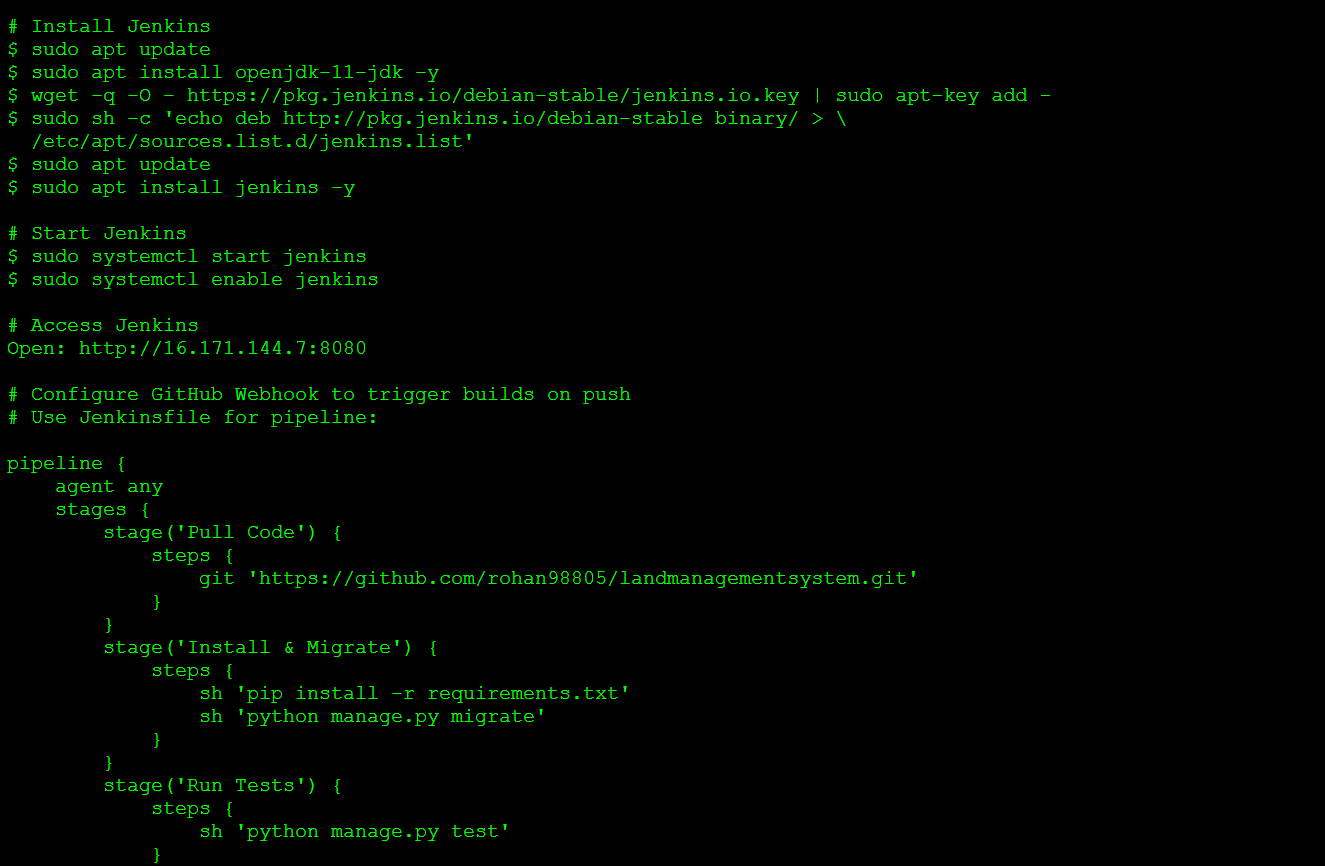 # Install Jenkins
$ sudo apt update
$ sudo apt install openjdk-11-jdk -y
$ wget -q -O - https://pkg.jenkins.io/debian-stable/jenkins.io.key | sudo apt-key add -
$ sudo sh -c 'echo deb http://pkg.jenkins.io/debian-stable binary/ > \
  /etc/apt/sources.list.d/jenkins.list'
$ sudo apt update
$ sudo apt install jenkins -y

# Start Jenkins
$ sudo systemctl start jenkins
$ sudo systemctl enable jenkins

# Access Jenkins
Open: http://16.171.144.7:8080

# Configure GitHub Webhook to trigger builds on push
# Use Jenkinsfile for pipeline:

pipeline {
    agent any
    stages {
        stage('Pull Code') {
            steps {
                git 'https://github.com/rohan98805/landmanagementsystem.git'
            }
        }
        stage('Install & Migrate') {
            steps {
                sh 'pip install -r requirements.txt'
                sh 'python manage.py migrate'
            }
        }
        stage('Run Tests') {
            steps {
                sh 'python manage.py test'
            }